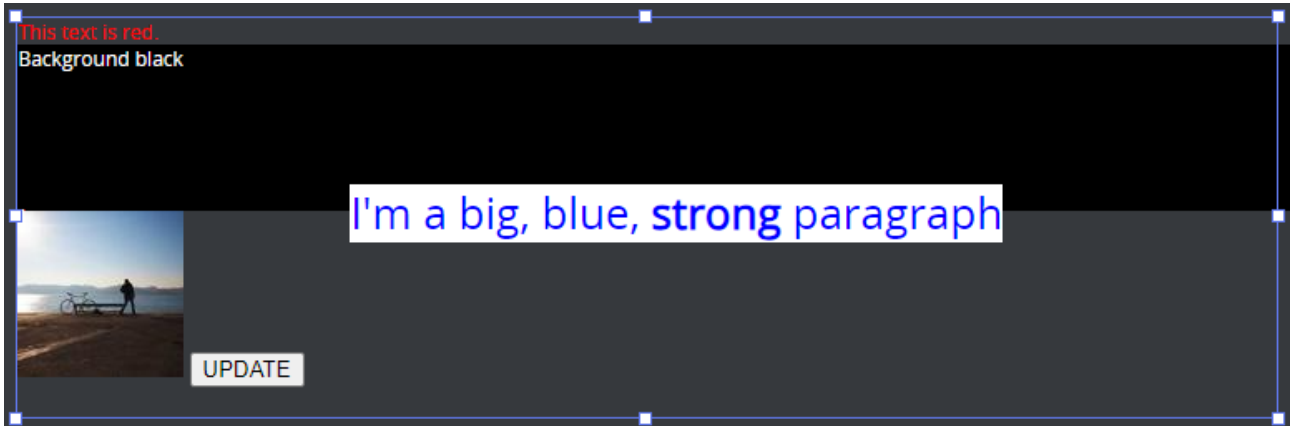 This text is red.
Background black
I'm a big, blue, strong paragraph
UPDATE